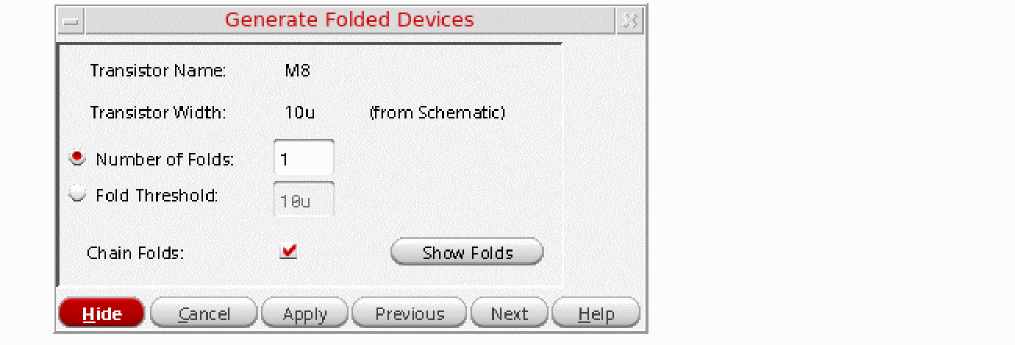 Generate Folded Devices
Transistor Name: M8
Transistor Width: 10u (from Schematic)
Number of Folds: 1
Fold Threshold: 10u
Chain Folds: Show Folds
Hide Cancel Apply Previous Next Help